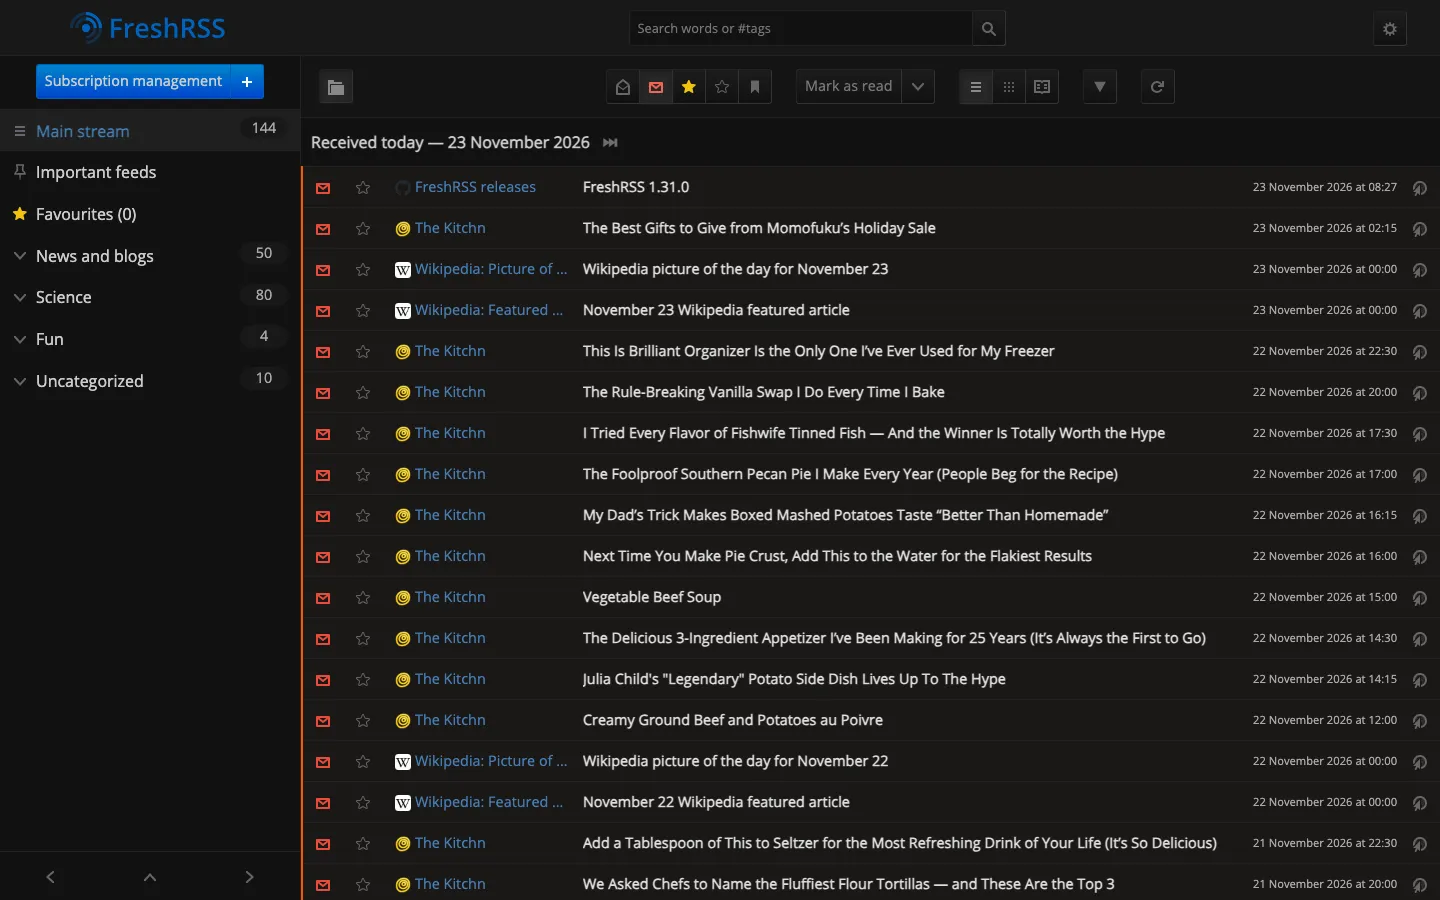 FreshRSS
Search words or #tags
Subscription management +
Mark as read
Main stream 144
Important feeds
Favourites (0)
News and blogs 50
Science 80
Fun 4
Uncategorized 10
Received today — 23 November 2026
FreshRSS releases FreshRSS 1.31.0 23 November 2026 at 08:27
The Kitchn The Best Gifts to Give from Momofuku’s Holiday Sale 23 November 2026 at 02:15
W Wikipedia: Picture of ... Wikipedia picture of the day for November 23 23 November 2026 at 00:00
W Wikipedia: Featured ... November 23 Wikipedia featured article 23 November 2026 at 00:00
The Kitchn This Is Brilliant Organizer Is the Only One I’ve Ever Used for My Freezer 22 November 2026 at 22:30
The Kitchn The Rule-Breaking Vanilla Swap I Do Every Time I Bake 22 November 2026 at 20:00
The Kitchn I Tried Every Flavor of Fishwife Tinned Fish — And the Winner Is Totally Worth the Hype 22 November 2026 at 17:30
The Kitchn The Foolproof Southern Pecan Pie I Make Every Year (People Beg for the Recipe) 22 November 2026 at 17:00
The Kitchn My Dad’s Trick Makes Boxed Mashed Potatoes Taste “Better Than Homemade” 22 November 2026 at 16:15
The Kitchn Next Time You Make Pie Crust, Add This to the Water for the Flakiest Results 22 November 2026 at 16:00
The Kitchn Vegetable Beef Soup 22 November 2026 at 15:00
The Kitchn The Delicious 3-Ingredient Appetizer I’ve Been Making for 25 Years (It’s Always the First to Go) 22 November 2026 at 14:30
The Kitchn Julia Child's "Legendary" Potato Side Dish Lives Up To The Hype 22 November 2026 at 14:15
The Kitchn Creamy Ground Beef and Potatoes au Poivre 22 November 2026 at 12:00
W Wikipedia: Picture of ... Wikipedia picture of the day for November 22 22 November 2026 at 00:00
W Wikipedia: Featured ... November 22 Wikipedia featured article 22 November 2026 at 00:00
The Kitchn Add a Tablespoon of This to Seltzer for the Most Refreshing Drink of Your Life (It’s So Delicious) 21 November 2026 at 22:30
The Kitchn We Asked Chefs to Name the Fluffiest Flour Tortillas — and These Are the Top 3 21 November 2026 at 20:00